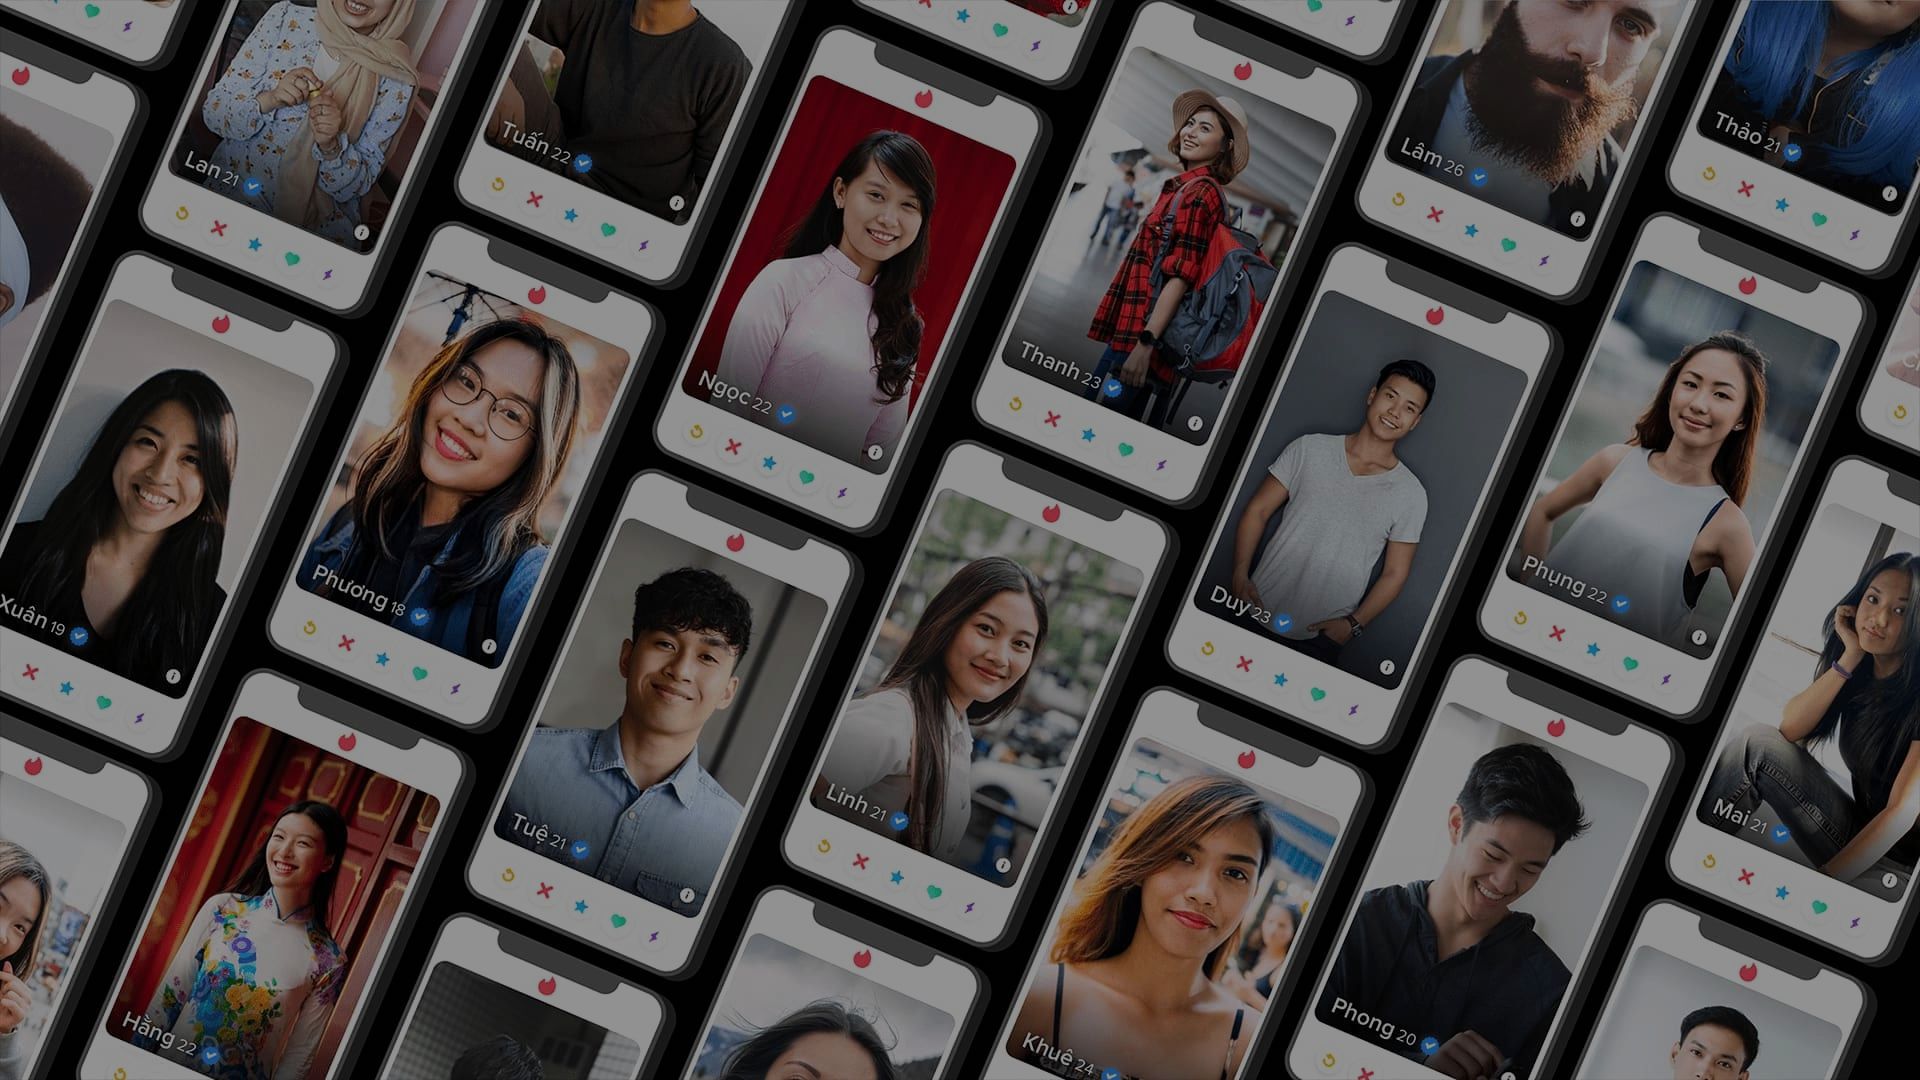 Lan 21
Tuấn 22
Ngọc 22
Thanh 23
Lâm 26
Thảo 21
Xuân 19
Phương 18
Tuệ 21
Linh 21
Duy 23
Phụng 22
Mai 21
Hằng 22
Khuê 24
Phong 20